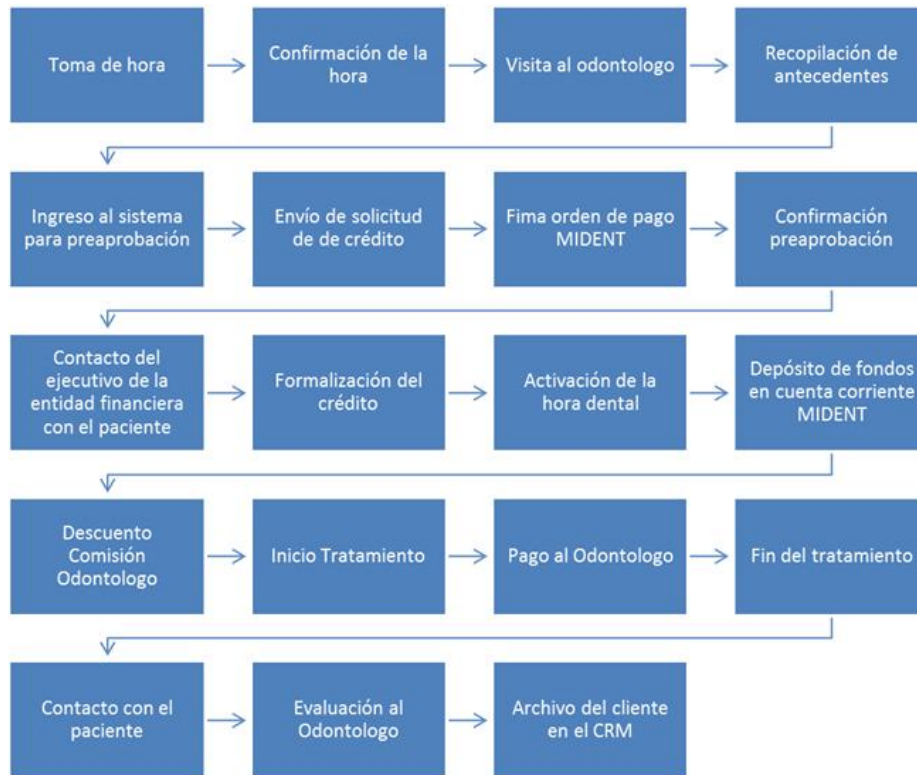 Toma de hora
Confirmación de la
hora
Visita al odontologo
Recopilación de
antecedentes
Ingreso al sistema
para preaprobación
Envío de solicitud
de de crédito
Fima orden de pago
MIDENT
Confirmación
preaprobación
Contacto del
ejecutivo de la
entidad financiera
con el paciente
Formalización del
crédito
Activación de la
hora dental
Depósito de fondos
en cuenta corriente
MIDENT
Descuento
Comisión
Odontologo
Inicio Tratamiento
Pago al Odontologo
Fin del tratamiento
Contacto con el
paciente
Evaluación al
Odontologo
Archivo del cliente
en el CRM